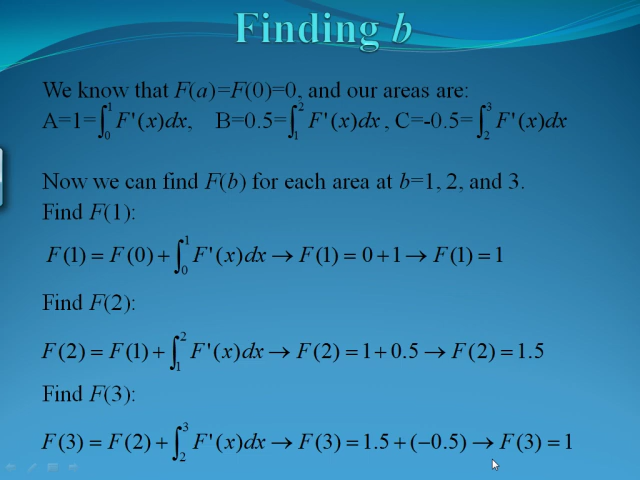 Finding b
We know that F(a)=F(0)=0, and our areas are:
A=1=∫₀¹ F'(x)dx, B=0.5=∫₁² F'(x)dx , C=-0.5= ∫₂³ F'(x)dx
Now we can find F(b) for each area at b=1, 2, and 3.
Find F(1):
F(1) = F(0) + ∫₀¹ F'(x)dx → F(1) = 0 + 1 → F(1) = 1
Find F(2):
F(2) = F(1) + ∫₁² F'(x)dx → F(2) = 1 + 0.5 → F(2) = 1.5
Find F(3):
F(3) = F(2) + ∫₂³ F'(x)dx → F(3) = 1.5 + (−0.5) → F(3) = 1